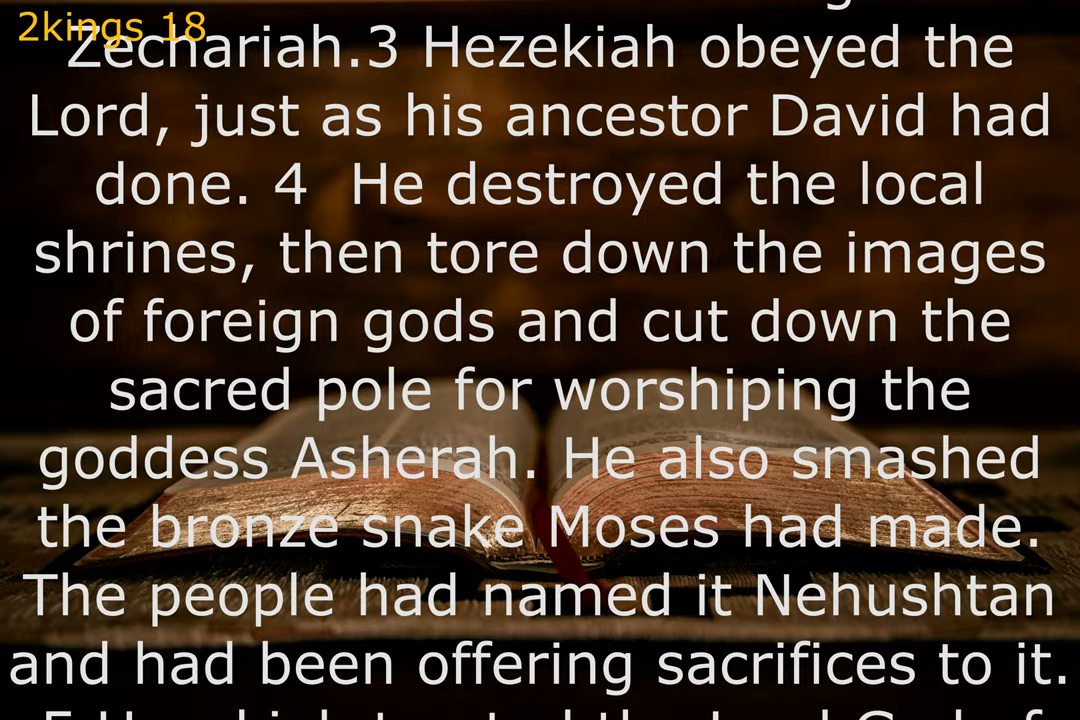 2kings 18
Zechariah.3 Hezekiah obeyed the
Lord, just as his ancestor David had
done. 4  He destroyed the local
shrines, then tore down the images
of foreign gods and cut down the
sacred pole for worshiping the
goddess Asherah. He also smashed
the bronze snake Moses had made.
The people had named it Nehushtan
and had been offering sacrifices to it.